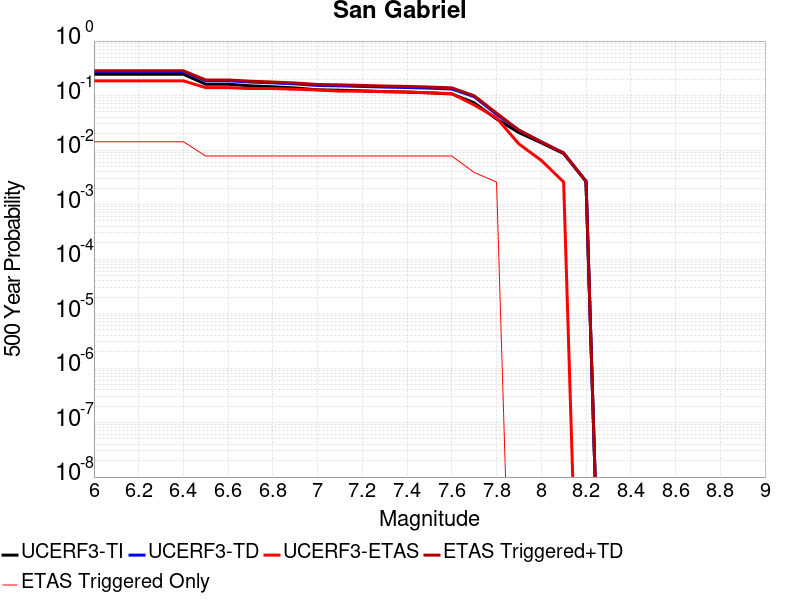 San Gabriel
500 Year Probability
10^0
10^-1
10^-2
10^-3
10^-4
10^-5
10^-6
10^-7
10^-8
6 6.2 6.4 6.6 6.8 7 7.2 7.4 7.6 7.8 8 8.2 8.4 8.6 8.8 9
Magnitude
UCERF3-TI UCERF3-TD UCERF3-ETAS ETAS Triggered+TD
ETAS Triggered Only